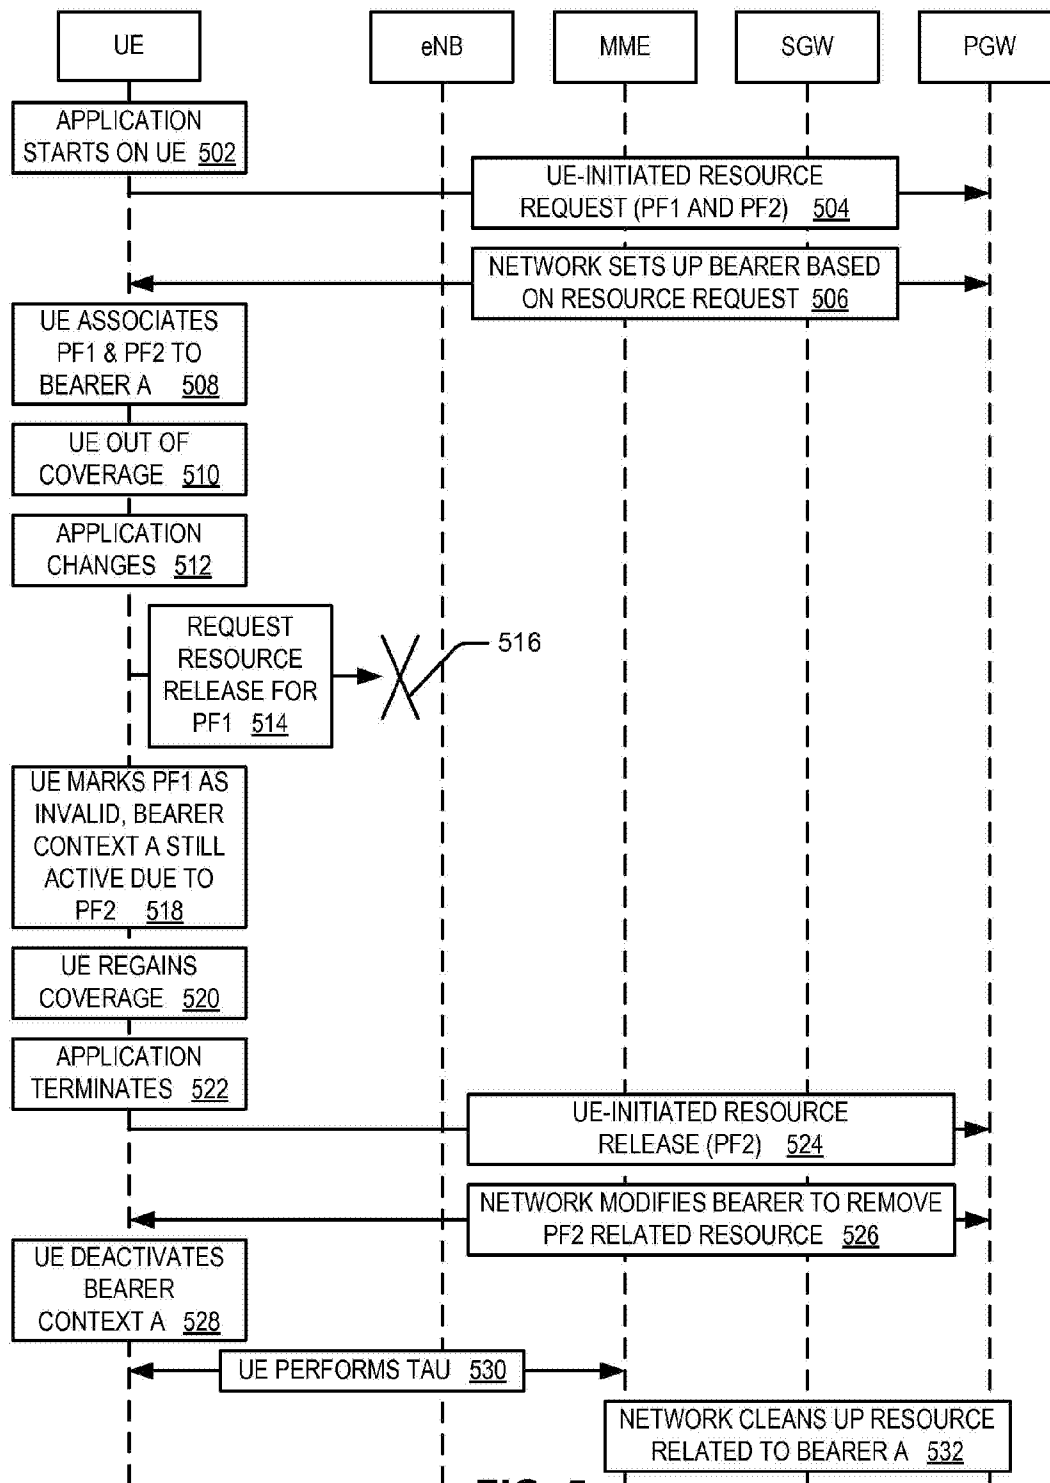 UE
eNB
MME
SGW
PGW
APPLICATION
STARTS ON UE 502
UE-INITIATED RESOURCE
REQUEST (PF1 AND PF2) 504
NETWORK SETS UP BEARER BASED
ON RESOURCE REQUEST 506
UE ASSOCIATES
PF1 & PF2 TO
BEARER A 508
UE OUT OF
COVERAGE 510
APPLICATION
CHANGES 512
REQUEST
RESOURCE
RELEASE FOR
PF1 514
516
UE MARKS PF1 AS
INVALID, BEARER
CONTEXT A STILL
ACTIVE DUE TO
PF2 518
UE REGAINS
COVERAGE 520
APPLICATION
TERMINATES 522
UE-INITIATED RESOURCE
RELEASE (PF2) 524
NETWORK MODIFIES BEARER TO REMOVE
PF2 RELATED RESOURCE 526
UE DEACTIVATES
BEARER
CONTEXT A 528
UE PERFORMS TAU 530
NETWORK CLEANS UP RESOURCE
RELATED TO BEARER A 532